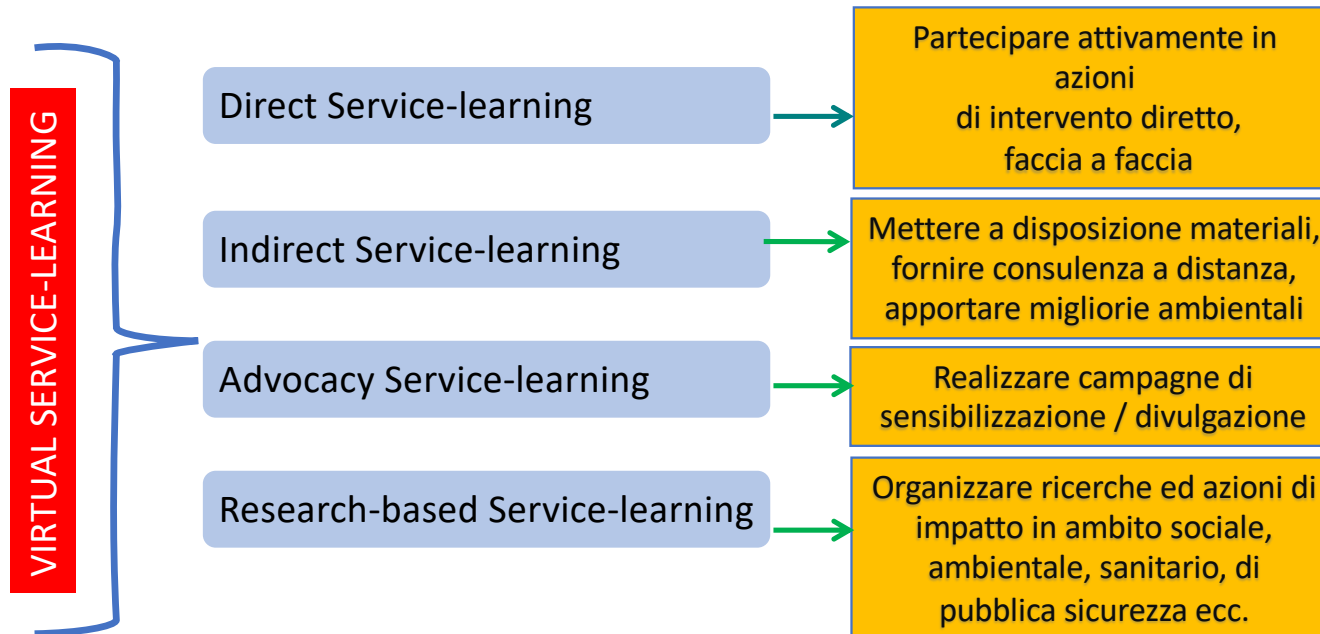 VIRTUAL SERVICE-LEARNING
Direct Service-learning
Partecipare attivamente in
azioni
di intervento diretto,
faccia a faccia
Indirect Service-learning
Mettere a disposizione materiali,
fornire consulenza a distanza,
apportare migliorie ambientali
Advocacy Service-learning
Realizzare campagne di
sensibilizzazione / divulgazione
Research-based Service-learning
Organizzare ricerche ed azioni di
impatto in ambito sociale,
ambientale, sanitario, di
pubblica sicurezza ecc.